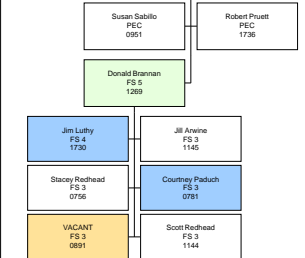 Susan Sabillo
PEC
0951
Robert Pruett
PEC
1736
Donald Brannan
FS 5
1269
Jim Luthy
FS 4
1730
Jill Arwine
FS 3
1145
Stacey Redhead
FS 3
0756
Courtney Paduch
FS 3
0781
VACANT
FS 3
0891
Scott Redhead
FS 3
1144